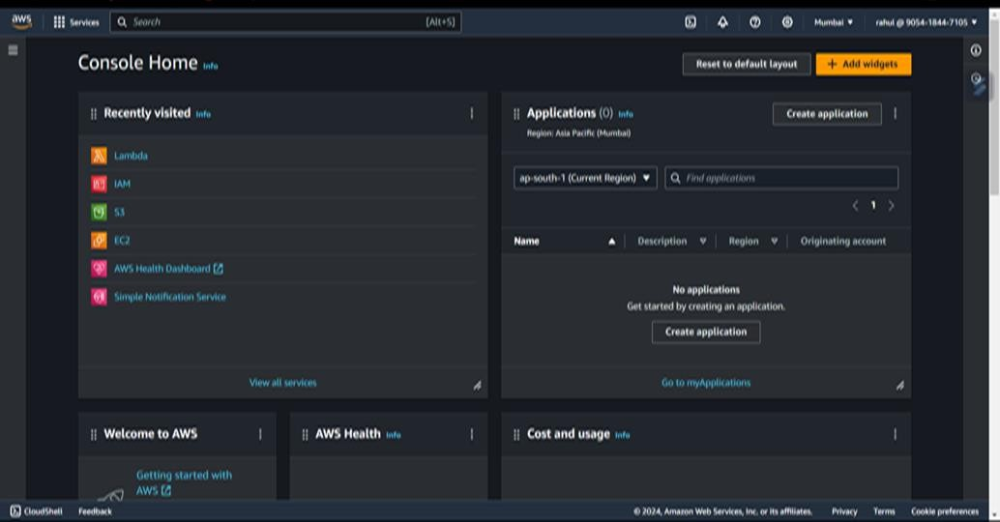 aws Services Search [Alt+S] Mumbai rahul @ 9054-1844-7105
Console Home Info
Reset to default layout + Add widgets
Recently visited Info
Lambda
IAM
S3
EC2
AWS Health Dashboard
Simple Notification Service
View all services
Applications (0) Info
Create application
Region: Asia Pacific (Mumbai)
ap-south-1 (Current Region) Find applications
1
Name Description Region Originating account
No applications
Get started by creating an application.
Create application
Go to myApplications
Welcome to AWS
Getting started with
AWS
AWS Health Info
Cost and usage Info
CloudShell Feedback © 2024, Amazon Web Services, Inc. or its affiliates. Privacy Terms Cookie preferences